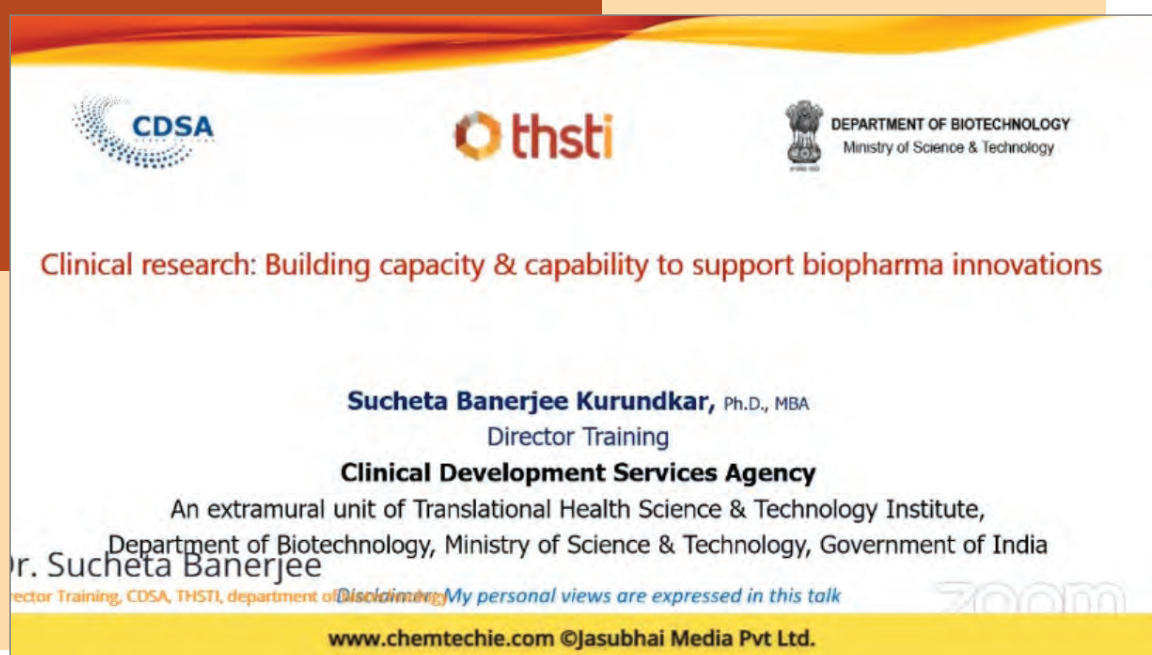 CDSA
thsti
DEPARTMENT OF BIOTECHNOLOGY
Ministry of Science & Technology
Clinical research: Building capacity & capability to support biopharma innovations
Sucheta Banerjee Kurundkar, Ph.D., MBA
Director Training
Clinical Development Services Agency
An extramural unit of Translational Health Science & Technology Institute,
Department of Biotechnology, Ministry of Science & Technology, Government of India
r. Sucheta Banerjee
rector Training, CDSA, THSTI, department of
Disclaimer: My personal views are expressed in this talk
zoom
www.chemtechie.com ©Jasubhai Media Pvt Ltd.